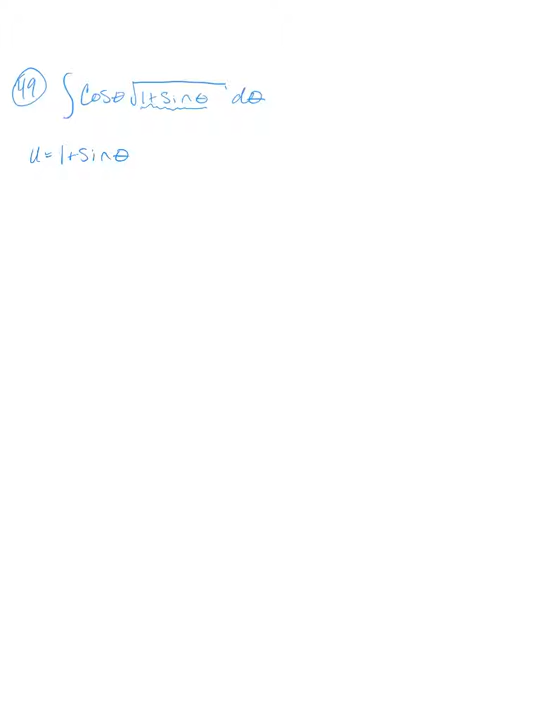 49 ∫ Cosθ √(1+sinθ) dθ
u = 1+sinθ